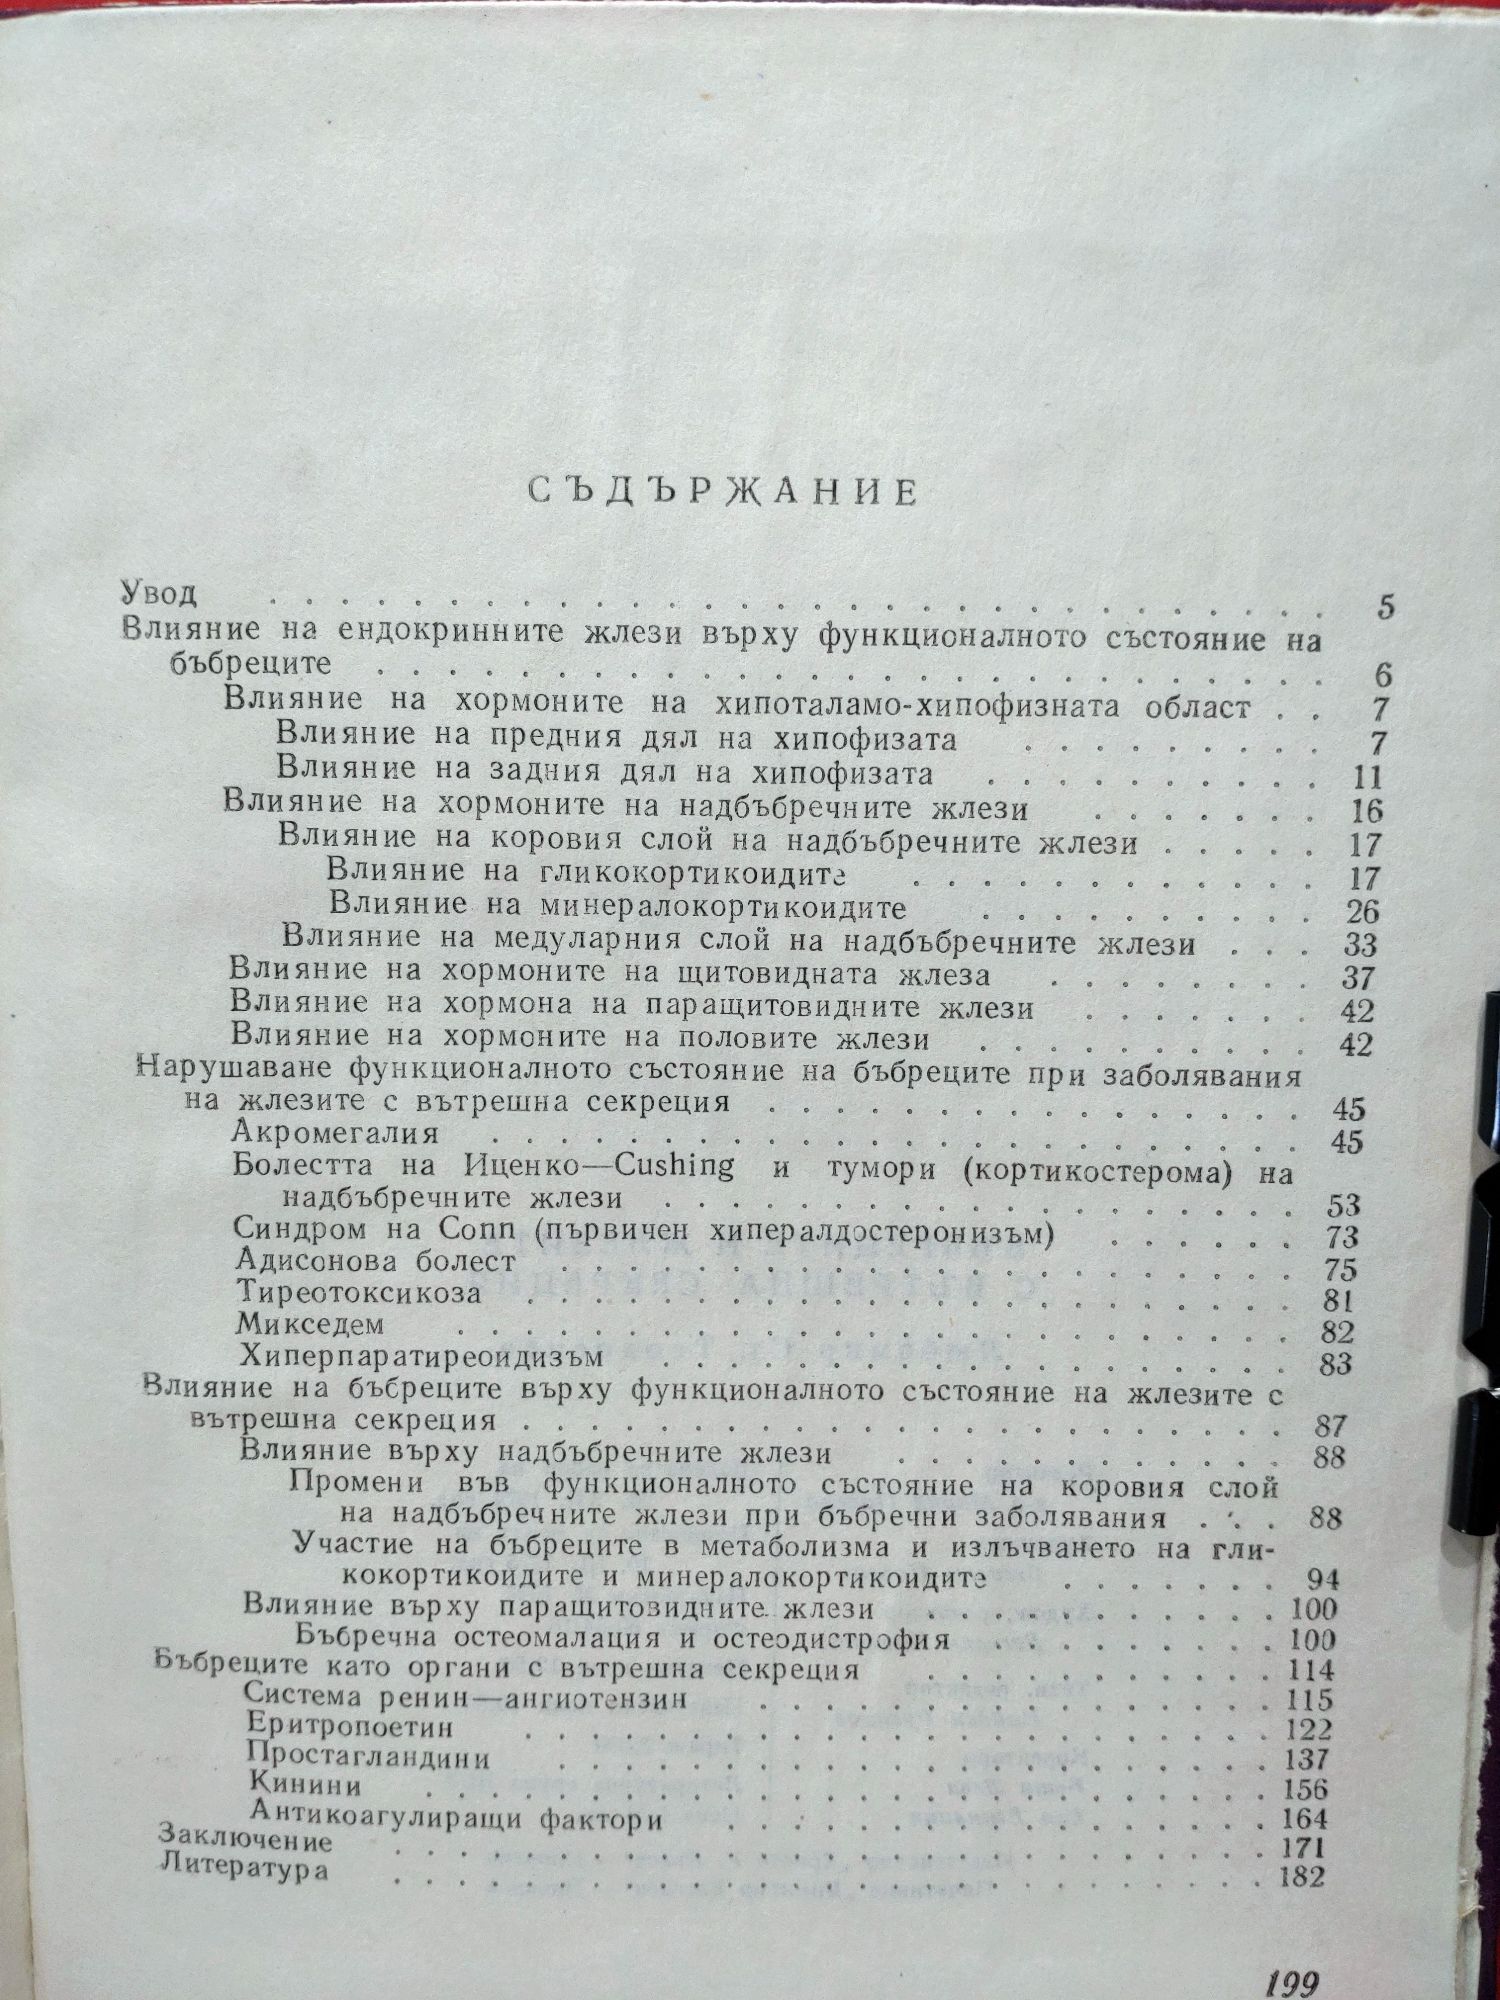 СЪДЪРЖАНИЕ
Увод . . . . . . . . . . . . . . . . . . . . . . . . . . . . . . 5
Влияние на ендокринните жлези върху функционалното състояние на
бъбреците . . . . . . . . . . . . . . . . . . . . . . . . . . . 6
Влияние на хормоните на хипоталамо-хипофизната област . . 7
Влияние на предния дял на хипофизата . . . . . . . . . 7
Влияние на задния дял на хипофизата . . . . . . . . . . 11
Влияние на хормоните на надбъбречните жлези . . . . . . . 16
Влияние на коровия слой на надбъбречните жлези . . . . . 17
Влияние на гликокортикоидите . . . . . . . . . . . . 17
Влияние на минералокортикоидите . . . . . . . . . . 26
Влияние на медуларния слой на надбъбречните жлези . . . 33
Влияние на хормоните на щитовидната жлеза . . . . . . . . 37
Влияние на хормона на паращитовидните жлези . . . . . . . 42
Влияние на хормоните на половите жлези . . . . . . . . . . 42
Нарушаване функционалното състояние на бъбреците при заболявания
на жлезите с вътрешна секреция . . . . . . . . . . . . . . . . 45
Акромегалия . . . . . . . . . . . . . . . . . . . . . . . 45
Болестта на Иценко—Cushing и тумори (кортикостерома) на
надбъбречните жлези . . . . . . . . . . . . . . . . . . 53
Синдром на Conn (първичен хипералдостеронизъм) . . . . . . 73
Адисонова болест . . . . . . . . . . . . . . . . . . . . . 75
Тиреотоксикоза . . . . . . . . . . . . . . . . . . . . . . 81
Микседем . . . . . . . . . . . . . . . . . . . . . . . . 82
Хиперпаратиреоидизъм . . . . . . . . . . . . . . . . . . 83
Влияние на бъбреците върху функционалното състояние на жлезите с
вътрешна секреция . . . . . . . . . . . . . . . . . . . . . . 87
Влияние върху надбъбречните жлези . . . . . . . . . . . . 88
Промени във функционалното състояние на коровия слой
на надбъбречните жлези при бъбречни заболявания . . . 88
Участие на бъбреците в метаболизма и излъчването на гли-
кокортикоидите и минералокортикоидите . . . . . . . 94
Влияние върху паращитовидните жлези . . . . . . . . . . 100
Бъбречна остеомалация и остеодистрофия . . . . . . . . 100
Бъбреците като органи с вътрешна секреция . . . . . . . . . . 114
Система ренин—ангиотензин . . . . . . . . . . . . . . . 115
Еритропоетин . . . . . . . . . . . . . . . . . . . . . . 122
Простагландини . . . . . . . . . . . . . . . . . . . . . 137
Кинини . . . . . . . . . . . . . . . . . . . . . . . . 156
Антикоагулиращи фактори . . . . . . . . . . . . . . . . 164
Заключение . . . . . . . . . . . . . . . . . . . . . . . . . 171
Литература . . . . . . . . . . . . . . . . . . . . . . . . . 182
199